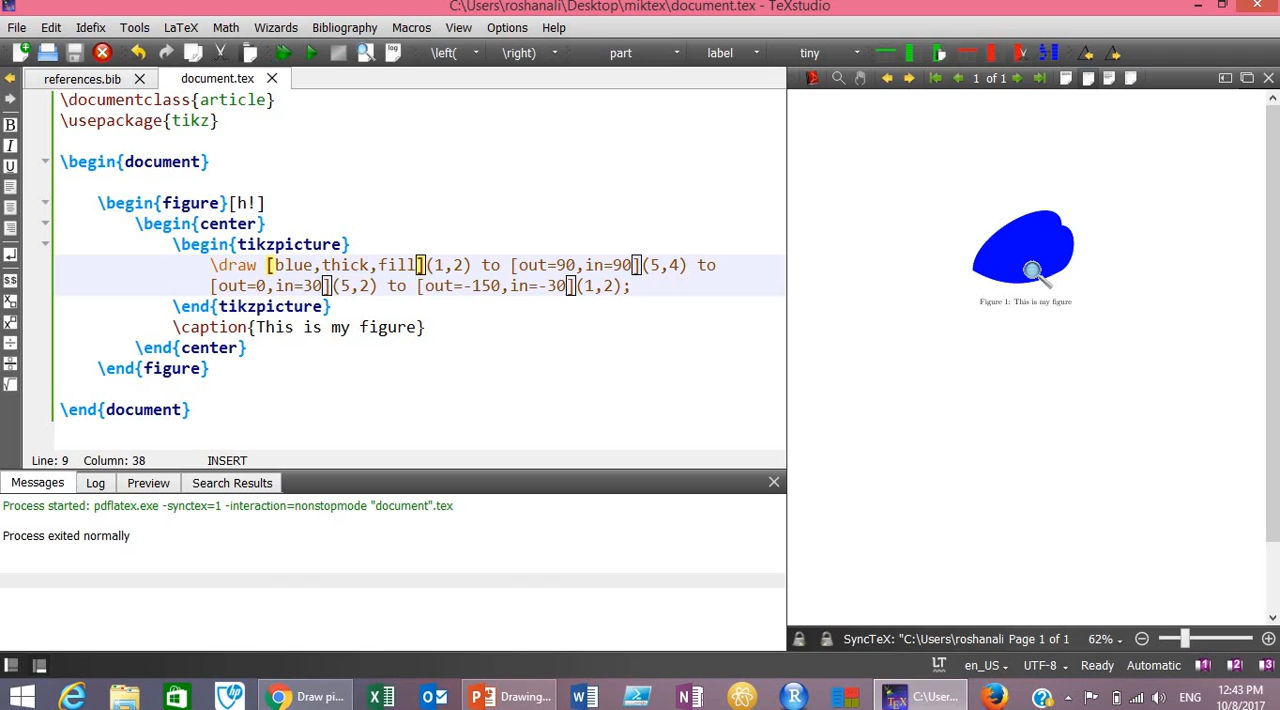 C:\Users\roshanali\Desktop\miktex\document.tex - TeXstudio
File Edit Idefix Tools LaTeX Math Wizards Bibliography Macros View Options Help
\left( \right) part label tiny
references.bib document.tex
1 of 1
\documentclass{article}
\usepackage{tikz}
\begin{document}
\begin{figure}[h!]
\begin{center}
\begin{tikzpicture}
\draw [blue,thick,fill](1,2) to [out=90,in=90](5,4) to
[out=0,in=30](5,2) to [out=-150,in=-30](1,2);
\end{tikzpicture}
\caption{This is my figure}
\end{center}
\end{figure}
\end{document}
Figure 1: This is my figure
Line: 9 Column: 38 INSERT
Messages Log Preview Search Results
Process started: pdflatex.exe -synctex=1 -interaction=nonstopmode "document".tex
Process exited normally
SyncTeX: "C:\Users\roshanali Page 1 of 1 62%
LT en_US UTF-8 Ready Automatic 1 2 3
Draw pi... Drawing,... C:\User...
ENG
12:43 PM
10/8/2017